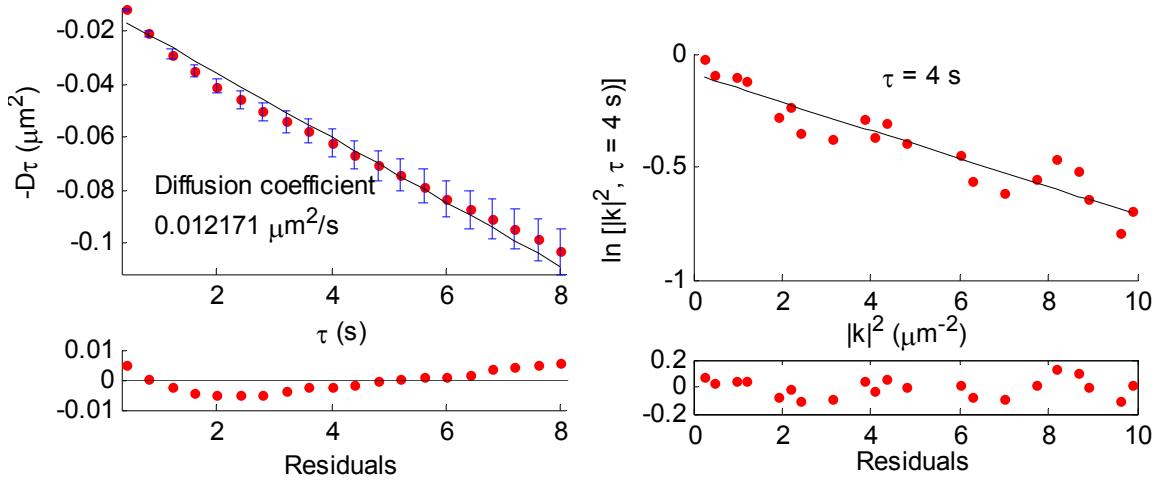 -0.02
-0.04
-0.06
-0.08
-0.1
-Dτ (μm²)
Diffusion coefficient
0.012171 μm²/s
2 4 6 8
τ (s)
0.01
0
-0.01
2 4 6 8
Residuals
0
-0.5
-1
ln [|k|², τ = 4 s)]
τ = 4 s
0 2 4 6 8 10
|k|² (μm⁻²)
0.2
0
-0.2
0 2 4 6 8 10
Residuals